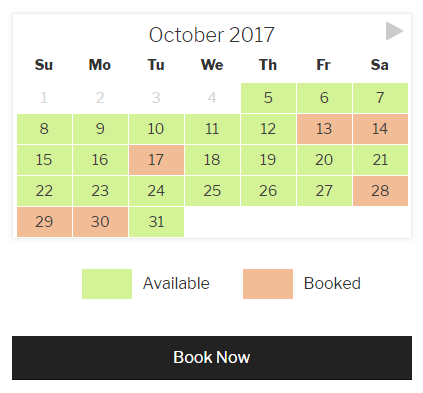 October 2017
Su Mo Tu We Th Fr Sa
1 2 3 4 5 6 7
8 9 10 11 12 13 14
15 16 17 18 19 20 21
22 23 24 25 26 27 28
29 30 31
Available Booked
Book Now